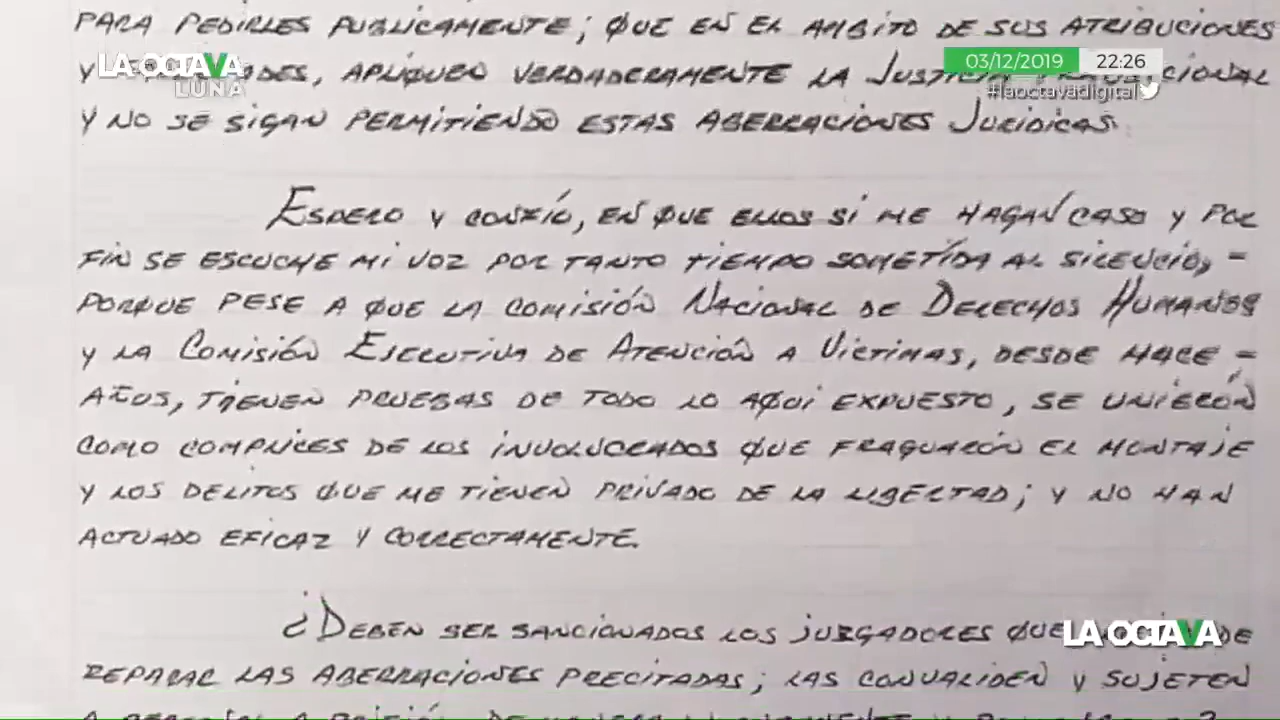 PARA PEDIRLES PUBLICAMENTE; QUE EN EL AMBITO DE SUS ATRIBUCIONES
LA OCTAVA
LUNA
03/12/2019 22:26
#laoctavadigital
Y APLIQUEN VERDADERAMENTE LA JUSTICIA
Y NO SE SIGAN PERMITIENDO ESTAS ABERRACIONES JURIDICAS.
ESPERO Y CONFÍO, EN QUE ELLOS SI ME HAGAN CASO Y POR
FIN SE ESCUCHE MI VOZ POR TANTO TIEMPO SOMETIDA AL SILENCIO, -
PORQUE PESE A QUE LA COMISIÓN NACIONAL DE DERECHOS HUMANOS
Y LA COMISIÓN EJECUTIVA DE ATENCIÓN A VICTIMAS, DESDE HACE -
AÑOS, TIENEN PRUEBAS DE TODO LO AQUI EXPUESTO, SE UNIERÓN
COMO COMPLICES DE LOS INVOLUCRADOS QUE FRAGUARÓN EL MONTAJE
Y LOS DELITOS QUE ME TIENEN PRIVADO DE LA LIBERTAD; Y NO HAN
ACTUADO EFICAZ Y CORRECTAMENTE.
¿DEBEN SER SANCIONADOS LOS JUZGADORES QUE DE
LA OCTAVA
REPARAR LAS ABERRACIONES PRECITADAS; LAS CONVALIDEN Y SUJETEN